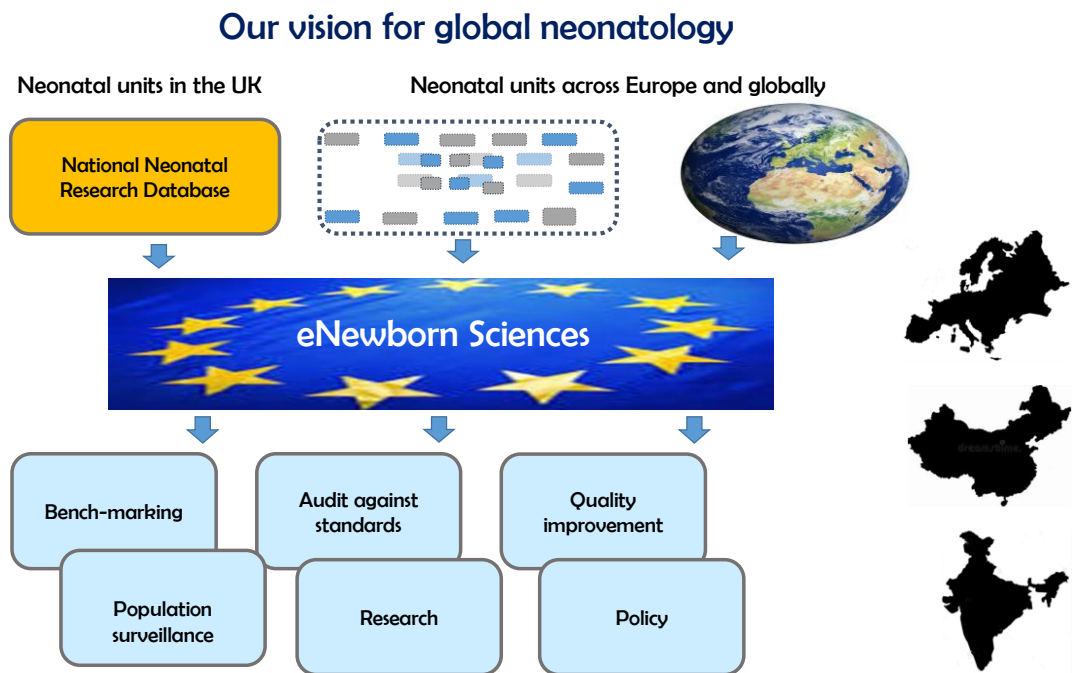 Our vision for global neonatology
Neonatal units in the UK
Neonatal units across Europe and globally
National Neonatal
Research Database
eNewborn Sciences
Bench-marking
Audit against
standards
Quality
improvement
Population
surveillance
Research
Policy
dreamstime.